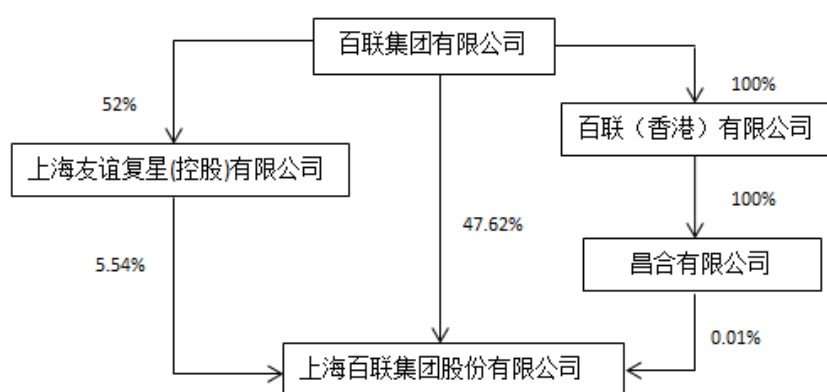 百联集团有限公司
52%
100%
百联（香港）有限公司
上海友谊复星(控股)有限公司
100%
47.62%
5.54%
昌合有限公司
0.01%
上海百联集团股份有限公司